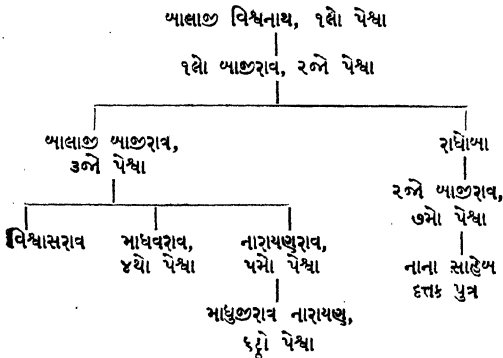 બાલાજી વિશ્વનાથ, ૧લો પેશ્વા
૧લો બાજીરાવ, ૨જો પેશ્વા
બાલાજી બાજીરાવ,
૩જો પેશ્વા
રાઘોબા
૨જો બાજીરાવ,
૭મો પેશ્વા
વિશ્વાસરાવ
માધવરાવ,
૪થો પેશ્વા
નારાયણરાવ,
૫મો પેશ્વા
નાના સાહેબ
દત્તક પુત્ર
માધુજીરાવ નારાયણ,
૬ઠ્ઠો પેશ્વા